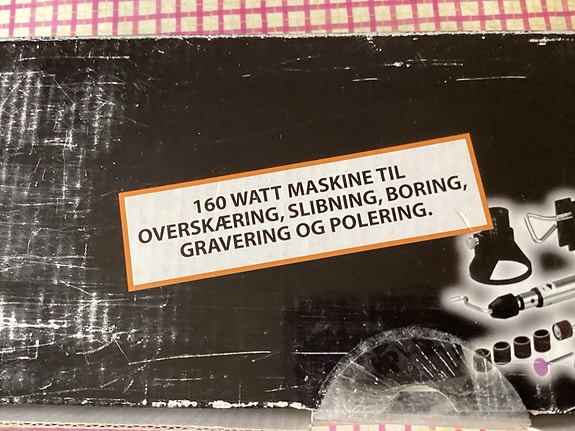 160 WATT MASKINE TIL
OVERSKÆRING, SLIBNING, BORING,
GRAVERING OG POLERING.